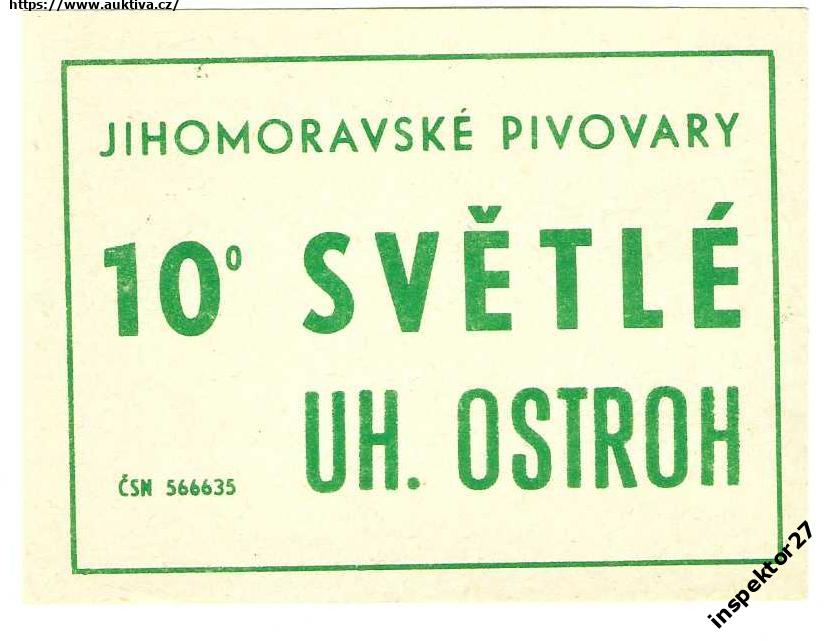 https://www.auktiva.cz/
JIHOMORAVSKÉ PIVOVARY
10° SVĚTLÉ
UH. OSTROH
ČSN 566635
inspektor27